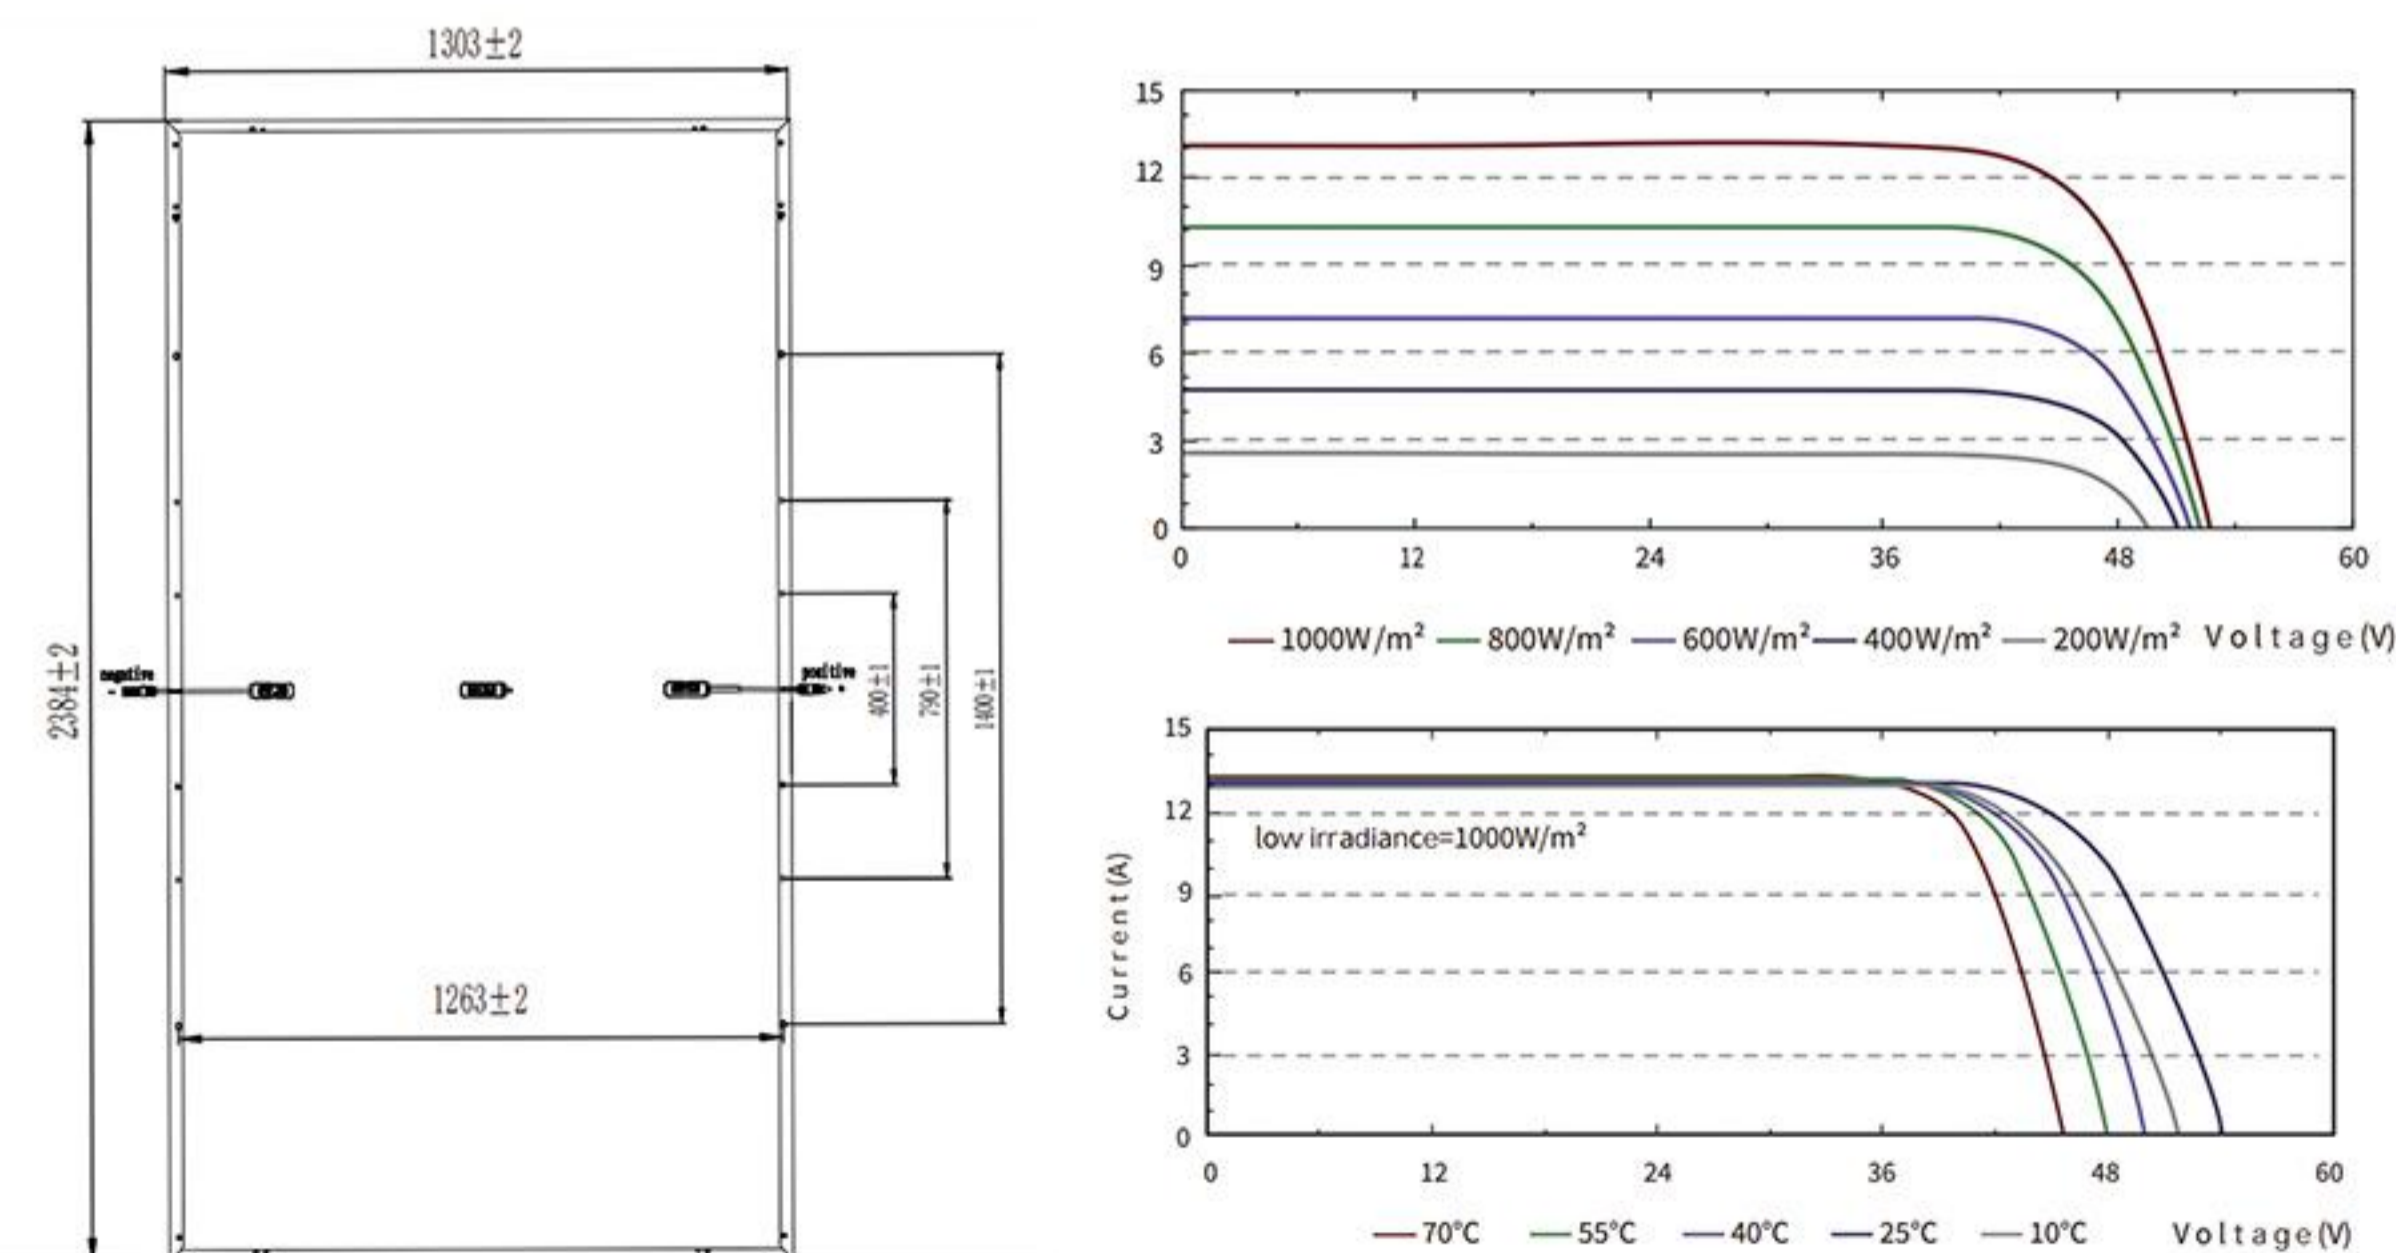 1303±2
2384±2
negative
positive
400±1
790±1
1400±1
1263±2
15
12
9
6
3
0
0 12 24 36 48 60
1000W/m² 800W/m² 600W/m² 400W/m² 200W/m² Voltage(V)
15
12
9
6
3
0
Current(A)
low irradiance=1000W/m²
0 12 24 36 48 60
70°C 55°C 40°C 25°C 10°C Voltage(V)